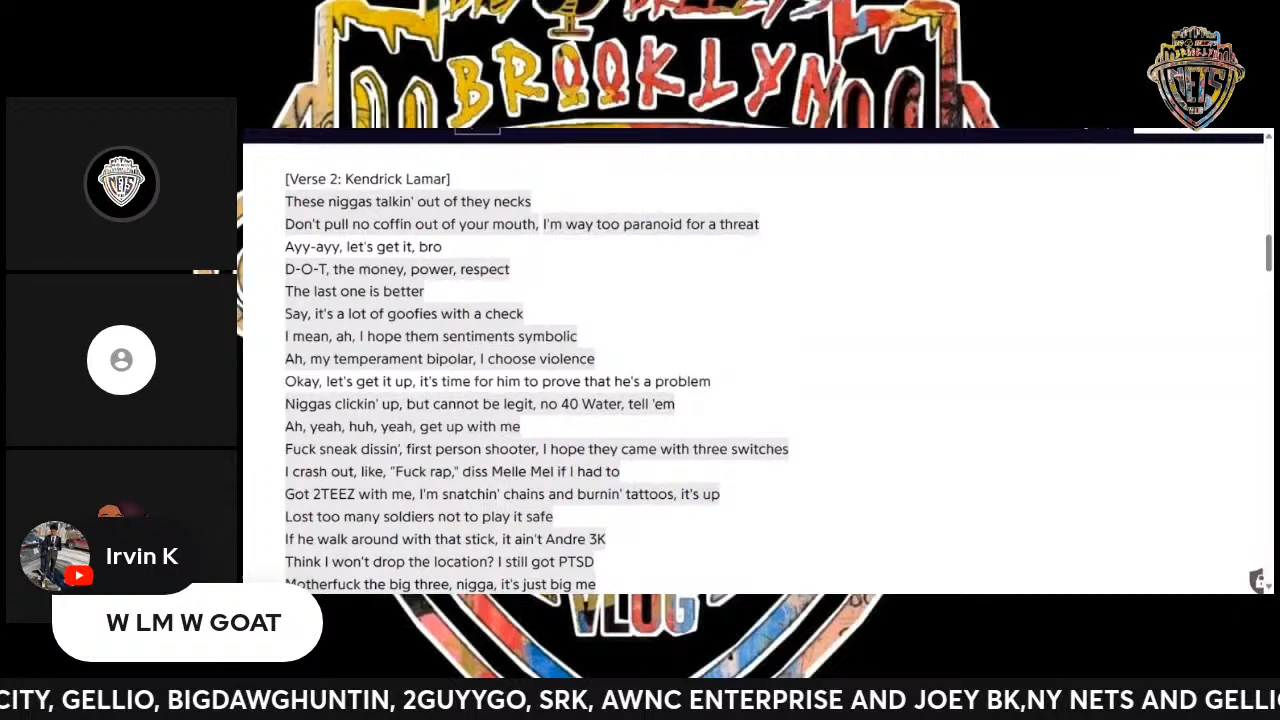 BROOKLYN
NETS
[Verse 2: Kendrick Lamar]
These niggas talkin' out of they necks
Don't pull no coffin out of your mouth, I'm way too paranoid for a threat
Ayy-ayy, let's get it, bro
D-O-T, the money, power, respect
The last one is better
Say, it's a lot of goofies with a check
I mean, ah, I hope them sentiments symbolic
Ah, my temperament bipolar, I choose violence
Okay, let's get it up, it's time for him to prove that he's a problem
Niggas clickin' up, but cannot be legit, no 40 Water, tell 'em
Ah, yeah, huh, yeah, get up with me
Fuck sneak dissin', first person shooter, I hope they came with three switches
I crash out, like, "Fuck rap," diss Melle Mel if I had to
Got 2TEEZ with me, I'm snatchin' chains and burnin' tattoos, it's up
Lost too many soldiers not to play it safe
If he walk around with that stick, it ain't Andre 3K
Think I won't drop the location? I still got PTSD
Motherfuck the big three, nigga, it's just big me
Irvin K
W LM W GOAT
VLOG
CITY, GELLIO, BIGDAWGHUNTIN, 2GUYYGO, SRK, AWNC ENTERPRISE AND JOEY BK,NY NETS AND GELLI